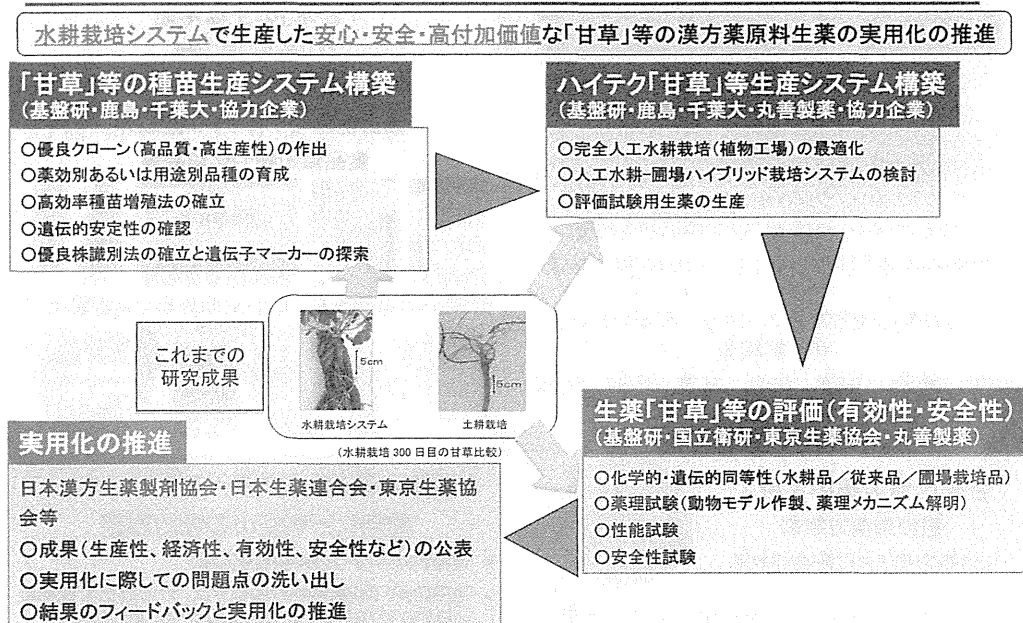 水耕栽培システムで生産した安心・安全・高付加価値な「甘草」等の漢方薬原料生薬の実用化の推進
「甘草」等の種苗生産システム構築
(基盤研・鹿島・千葉大・協力企業)
○優良クローン(高品質・高生産性)の作出
○薬効別あるいは用途別品種の育成
○高効率種苗増殖法の確立
○遺伝的安定性の確認
○優良株識別法の確立と遺伝子マーカーの探索
ハイテク「甘草」等生産システム構築
(基盤研・鹿島・千葉大・丸善製薬・協力企業)
○完全人工水耕栽培(植物工場)の最適化
○人工水耕-圃場ハイブリッド栽培システムの検討
○評価試験用生薬の生産
これまでの
研究成果
5cm
5cm
水耕栽培システム
土耕栽培
(水耕栽培300日目の甘草比較)
生薬「甘草」等の評価(有効性・安全性)
(基盤研・国立衛研・東京生薬協会・丸善製薬)
○化学的・遺伝的同等性(水耕品/従来品/圃場栽培品)
○薬理試験(動物モデル作製、薬理メカニズム解明)
○性能試験
○安全性試験
実用化の推進
日本漢方生薬製剤協会・日本生薬連合会・東京生薬協
会等
○成果(生産性、経済性、有効性、安全性など)の公表
○実用化に際しての問題点の洗い出し
○結果のフィードバックと実用化の推進